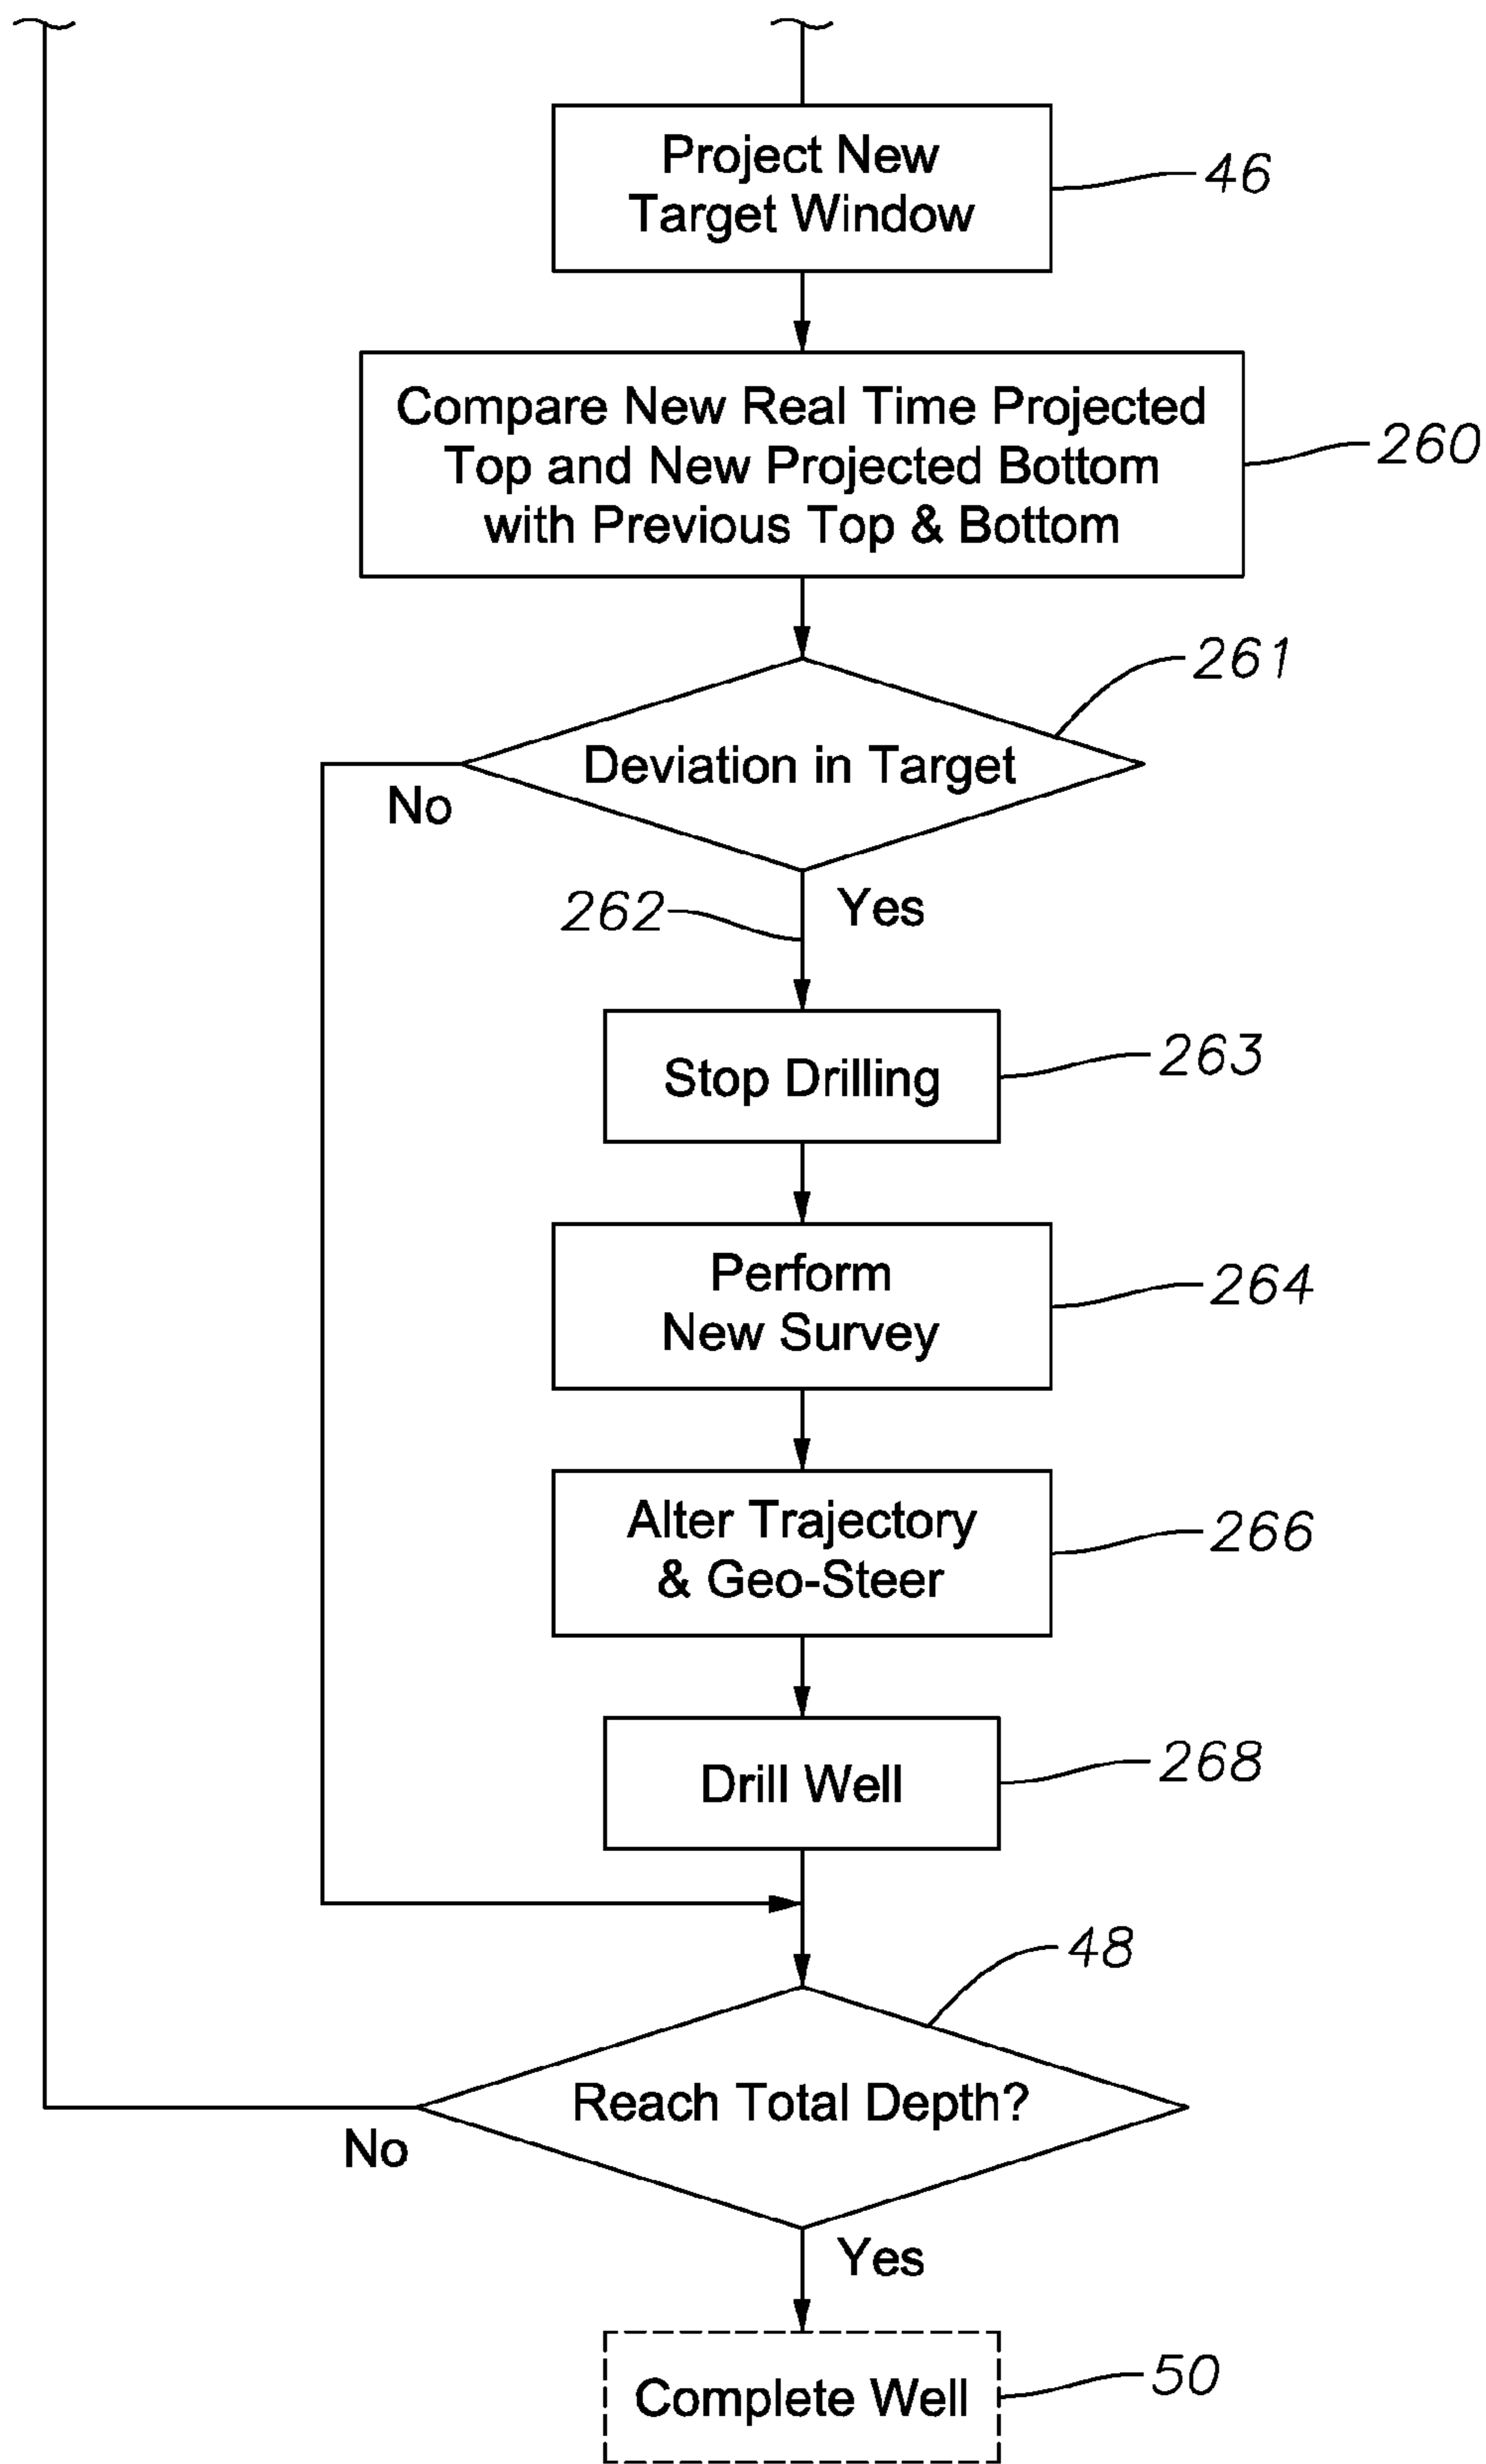 Project New
Target Window
46
Compare New Real Time Projected
Top and New Projected Bottom
with Previous Top & Bottom
260
261
Deviation in Target
No
262
Yes
Stop Drilling
263
Perform
New Survey
264
Alter Trajectory
& Geo-Steer
266
Drill Well
268
48
Reach Total Depth?
No
Yes
Complete Well
50